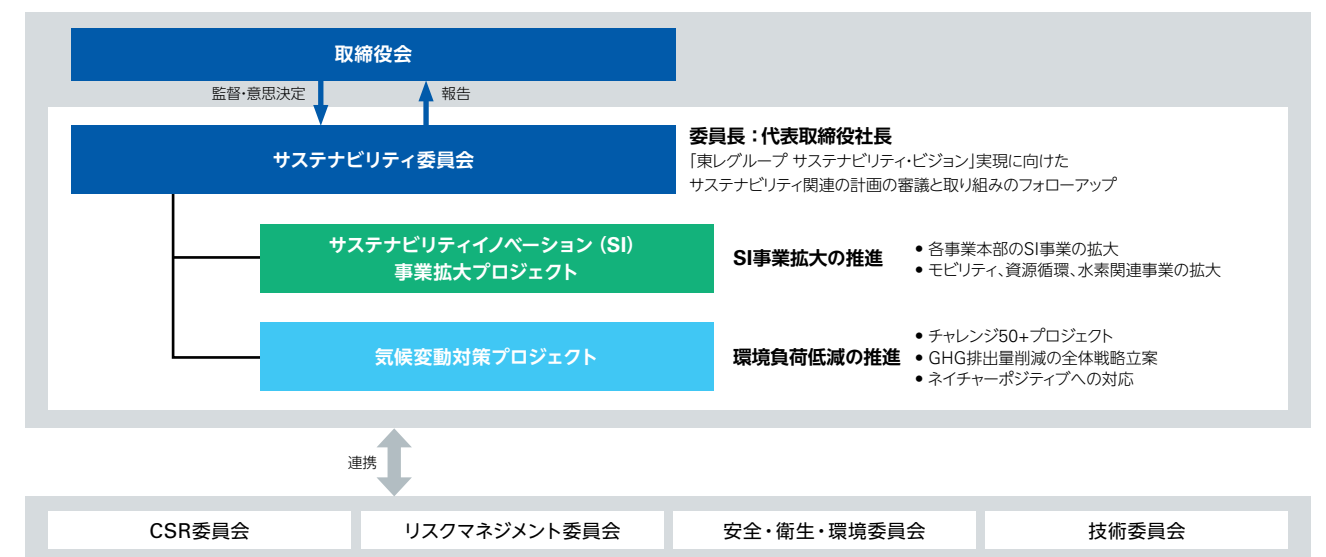 取締役会
監督・意思決定
報告
サステナビリティ委員会
委員長：代表取締役社長
「東レグループ サステナビリティ・ビジョン」実現に向けた
サステナビリティ関連の計画の審議と取り組みのフォローアップ
サステナビリティイノベーション（SI）
事業拡大プロジェクト
SI事業拡大の推進
• 各事業本部のSI事業の拡大
• モビリティ、資源循環、水素関連事業の拡大
気候変動対策プロジェクト
環境負荷低減の推進
• チャレンジ50+プロジェクト
• GHG排出量削減の全体戦略立案
• ネイチャーポジティブへの対応
連携
CSR委員会
リスクマネジメント委員会
安全・衛生・環境委員会
技術委員会